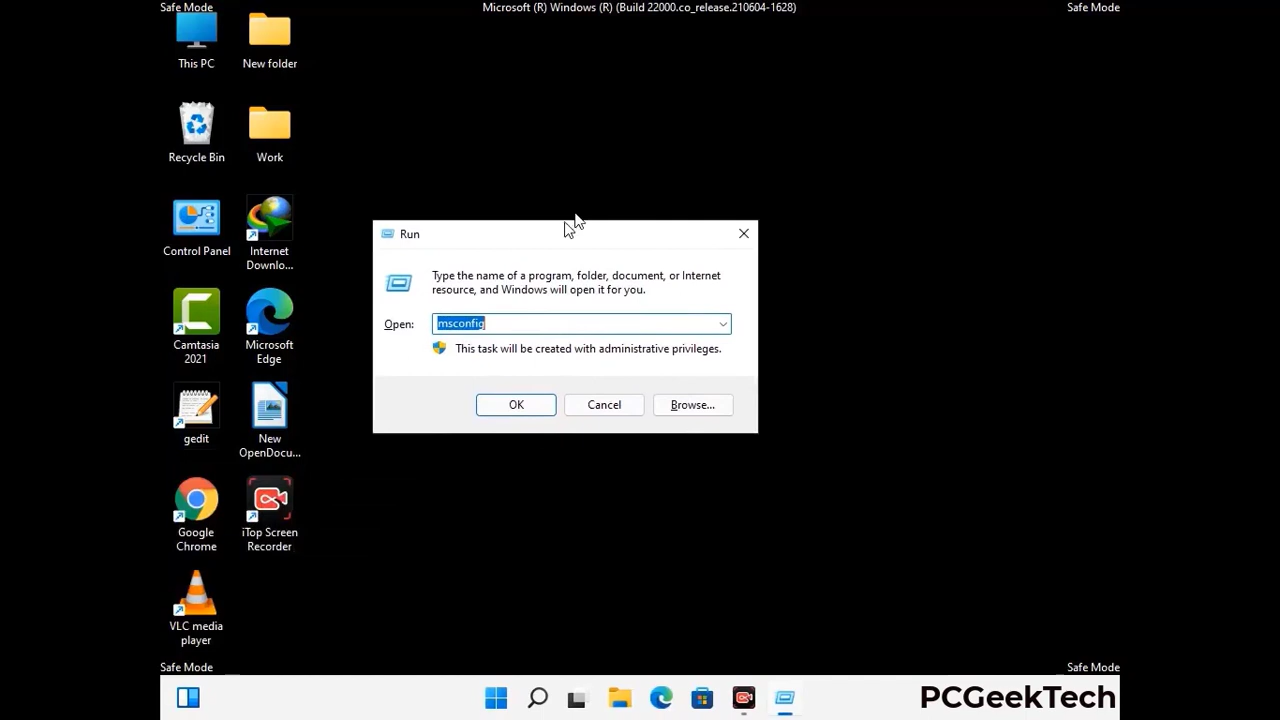 Safe Mode
Microsoft (R) Windows (R) (Build 22000.co_release.210604-1628)
Safe Mode
This PC
New folder
Recycle Bin
Work
Control Panel
Internet
Downlo...
Camtasia
2021
Microsoft
Edge
gedit
New
OpenDocu...
Google
Chrome
iTop Screen
Recorder
VLC media
player
Run
Type the name of a program, folder, document, or Internet
resource, and Windows will open it for you.
Open:
msconfig
This task will be created with administrative privileges.
OK
Cancel
Browse...
Safe Mode
Safe Mode
PCGeekTech